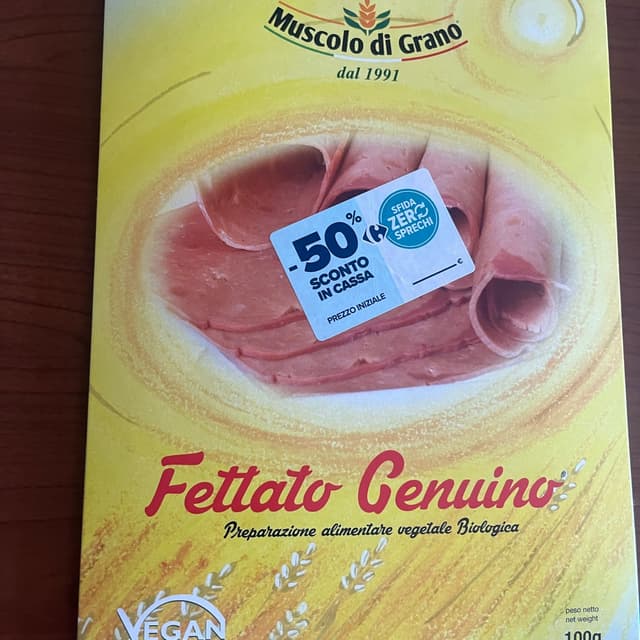 Muscolo di Grano®
dal 1991
-50%
SCONTO
IN CASSA
PREZZO INIZIALE
SFIDA
ZERO
SPRECHI
€
Fettato Genuino
Preparazione alimentare vegetale Biologica
VEGAN
peso netto
net weight
100g